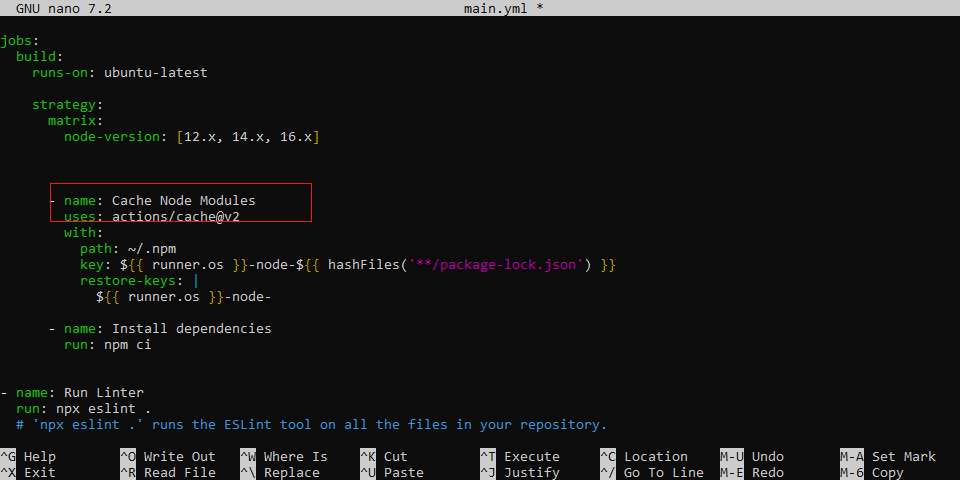 GNU nano 7.2 main.yml *
jobs:
  build:
    runs-on: ubuntu-latest
    strategy:
      matrix:
        node-version: [12.x, 14.x, 16.x]
      - name: Cache Node Modules
        uses: actions/cache@v2
        with:
          path: ~/.npm
          key: ${{ runner.os }}-node-${{ hashFiles('**/package-lock.json') }}
          restore-keys: |
            ${{ runner.os }}-node-
      - name: Install dependencies
        run: npm ci
- name: Run Linter
  run: npx eslint .
  # 'npx eslint .' runs the ESLint tool on all the files in your repository.
^G Help ^O Write Out ^W Where Is ^K Cut ^T Execute ^C Location M-U Undo M-A Set Mark
^X Exit ^R Read File ^\ Replace ^U Paste ^J Justify ^/ Go To Line M-E Redo M-6 Copy